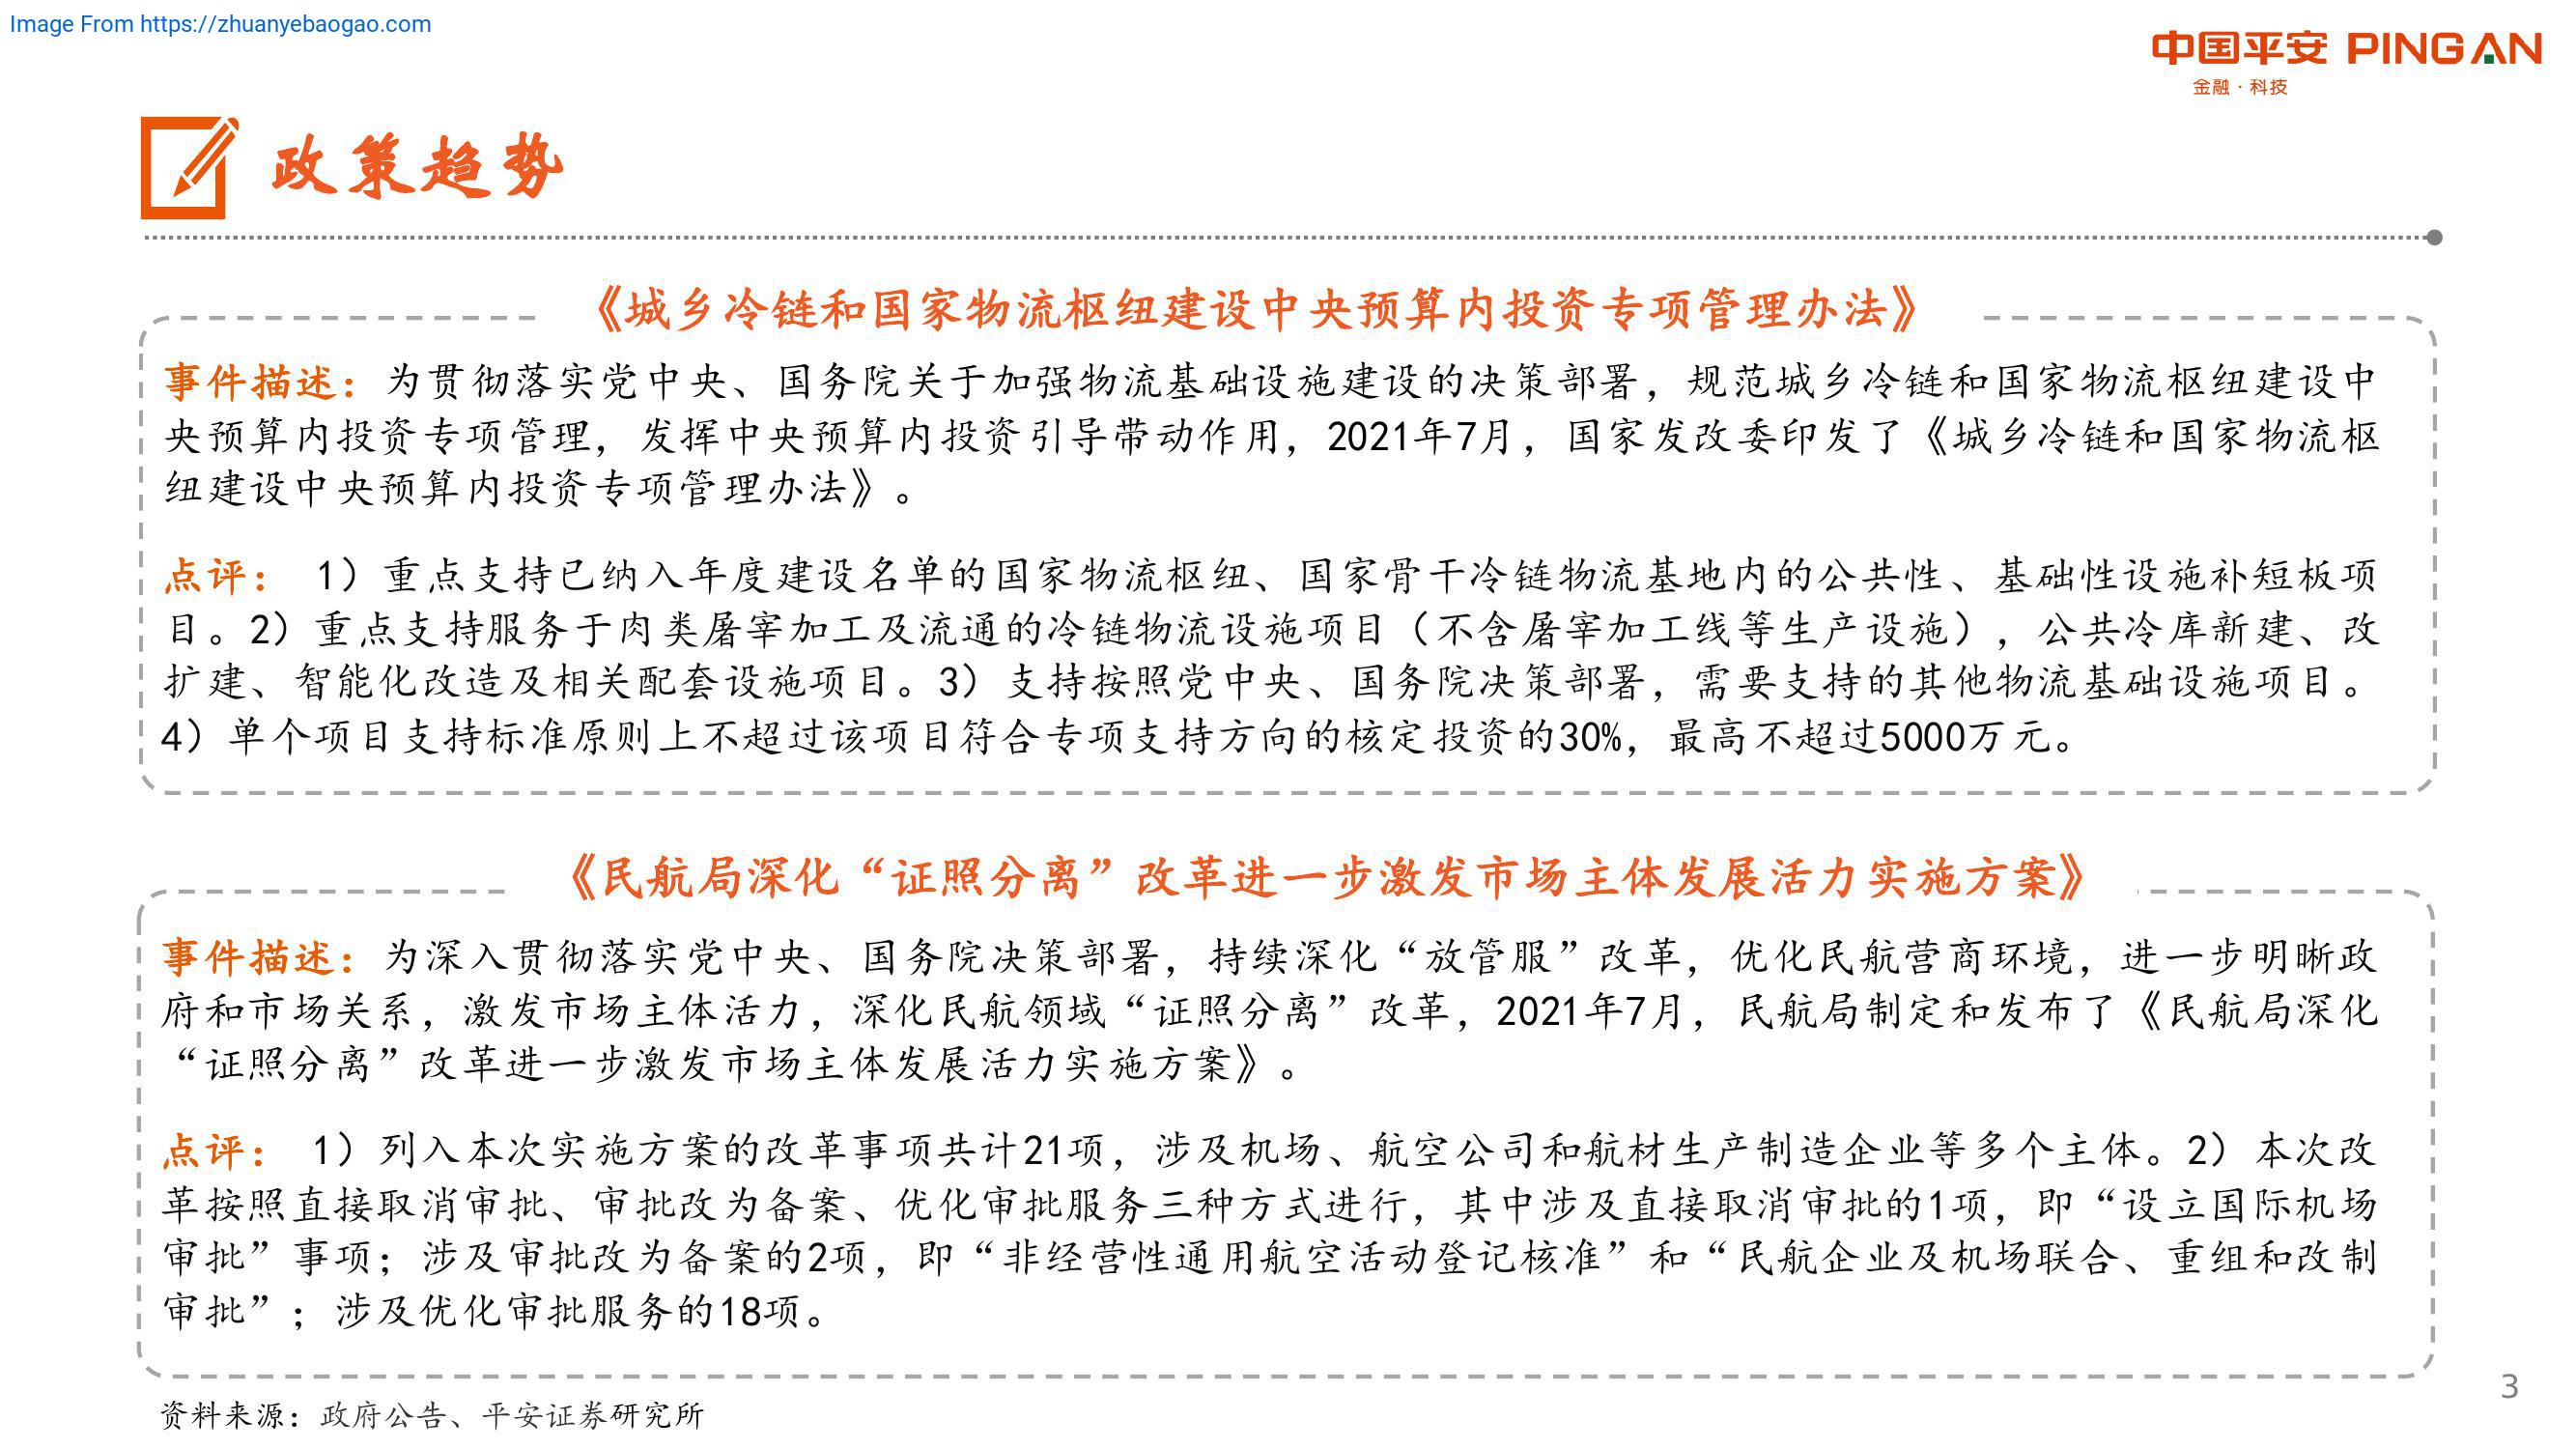 Image From https://zhuanyebaogao.com
中国平安 PINGAN
金融·科技
政策趋势
《城乡冷链和国家物流枢纽建设中央预算内投资专项管理办法》
事件描述：为贯彻落实党中央、国务院关于加强物流基础设施建设的决策部署，规范城乡冷链和国家物流枢纽建设中
央预算内投资专项管理，发挥中央预算内投资引导带动作用，2021年7月，国家发改委印发了《城乡冷链和国家物流枢
纽建设中央预算内投资专项管理办法》。
点评： 1）重点支持已纳入年度建设名单的国家物流枢纽、国家骨干冷链物流基地内的公共性、基础性设施补短板项
目。2）重点支持服务于肉类屠宰加工及流通的冷链物流设施项目（不含屠宰加工线等生产设施），公共冷库新建、改
扩建、智能化改造及相关配套设施项目。3）支持按照党中央、国务院决策部署，需要支持的其他物流基础设施项目。
4）单个项目支持标准原则上不超过该项目符合专项支持方向的核定投资的30%，最高不超过5000万元。
《民航局深化“证照分离”改革进一步激发市场主体发展活力实施方案》
事件描述：为深入贯彻落实党中央、国务院决策部署，持续深化“放管服”改革，优化民航营商环境，进一步明晰政
府和市场关系，激发市场主体活力，深化民航领域“证照分离”改革，2021年7月，民航局制定和发布了《民航局深化
“证照分离”改革进一步激发市场主体发展活力实施方案》。
点评： 1）列入本次实施方案的改革事项共计21项，涉及机场、航空公司和航材生产制造企业等多个主体。2）本次改
革按照直接取消审批、审批改为备案、优化审批服务三种方式进行，其中涉及直接取消审批的1项，即“设立国际机场
审批”事项；涉及审批改为备案的2项，即“非经营性通用航空活动登记核准”和“民航企业及机场联合、重组和改制
审批”；涉及优化审批服务的18项。
资料来源：政府公告、平安证券研究所
3